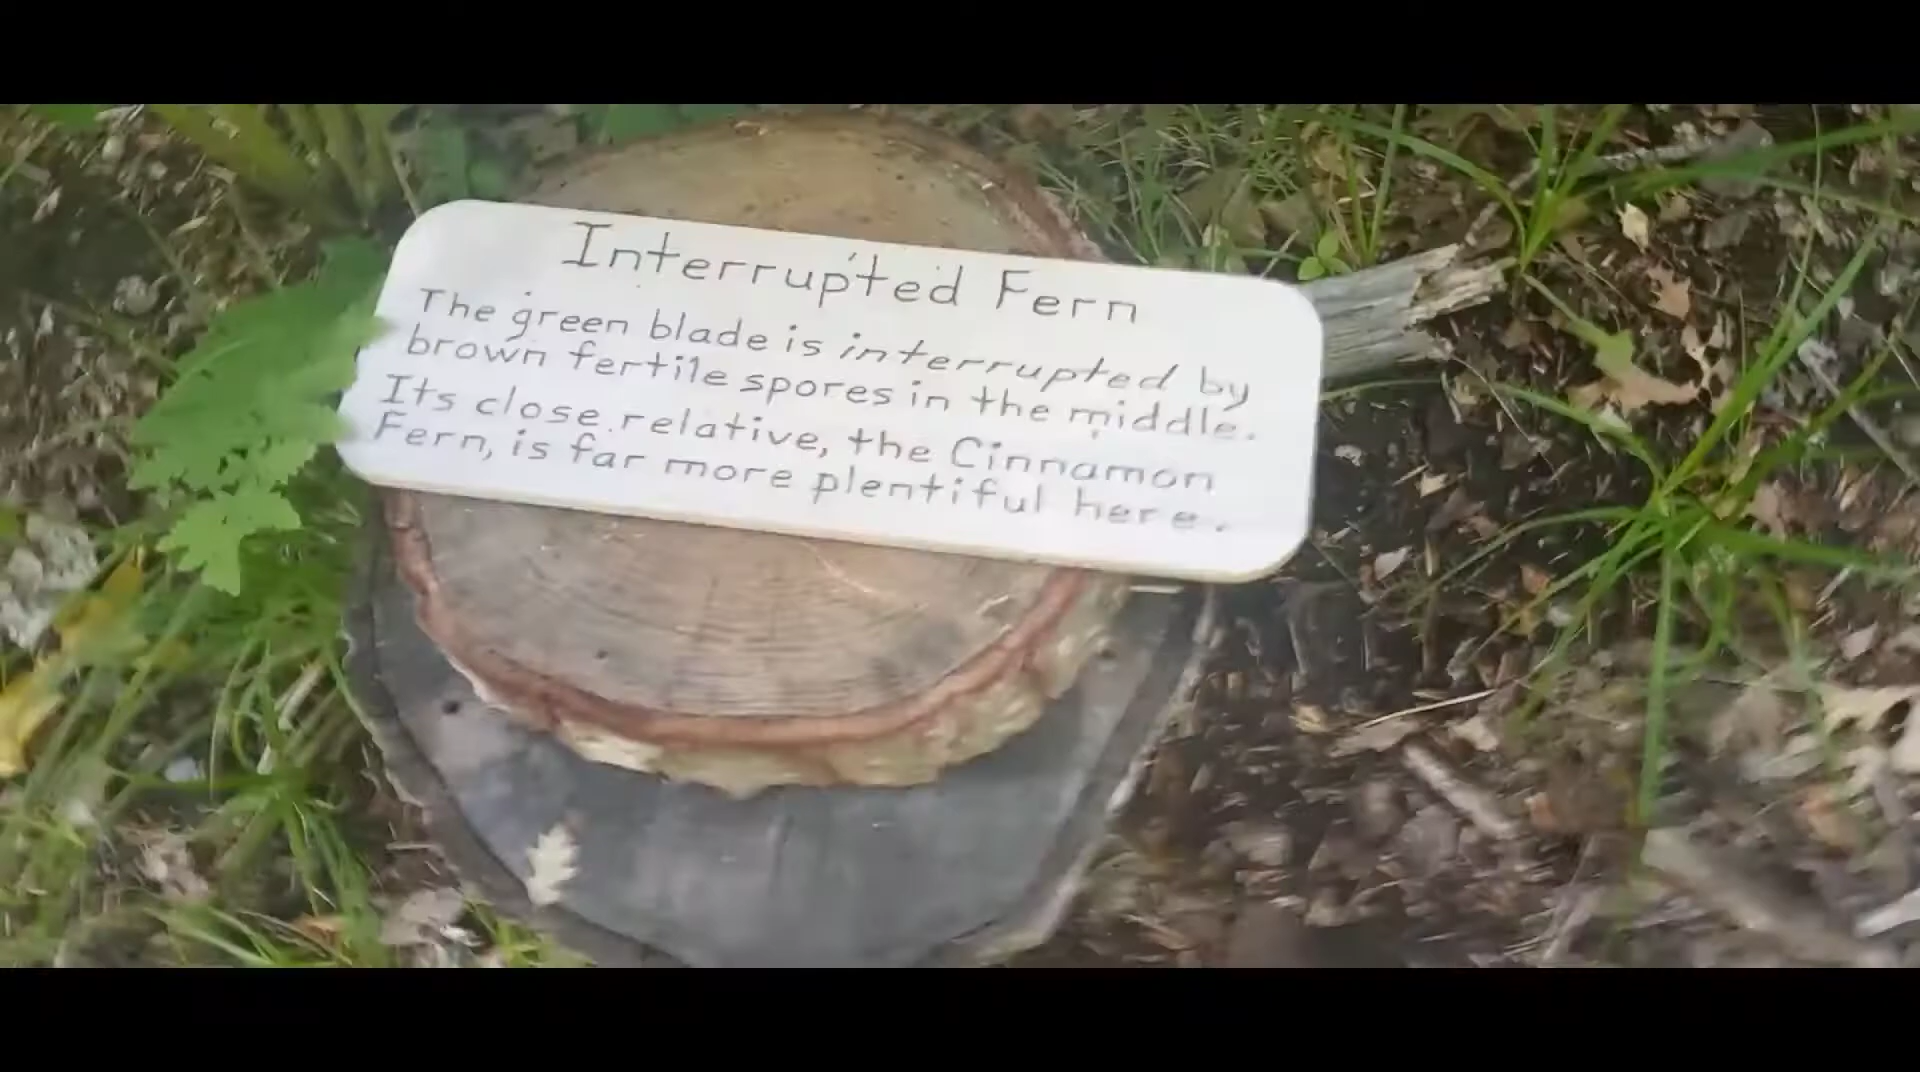 Interrupted Fern
The green blade is interrupted by
brown fertile spores in the middle.
Its close relative, the Cinnamon
Fern, is far more plentiful here.